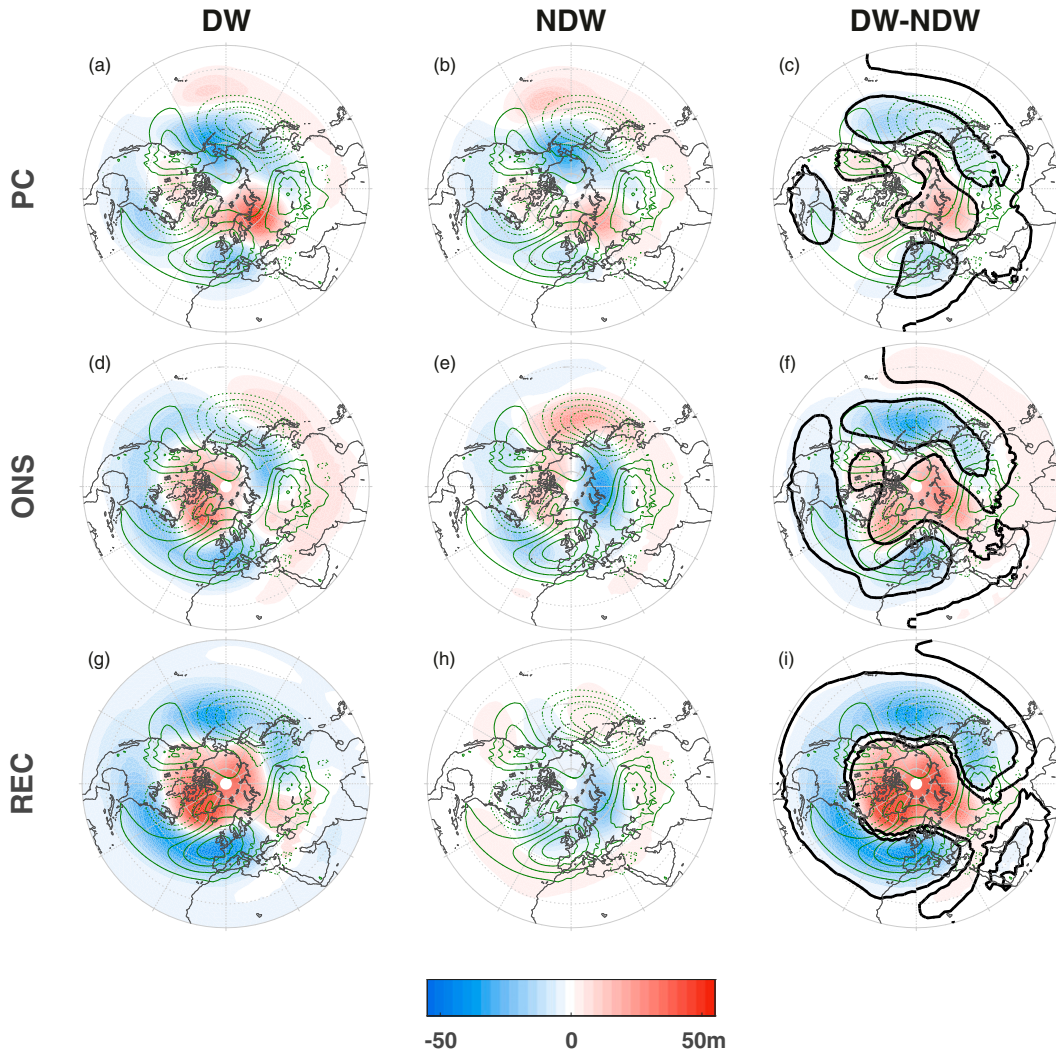 DW NDW DW-NDW
PC (a) (b) (c)
ONS (d) (e) (f)
REC (g) (h) (i)
-50 0 50m